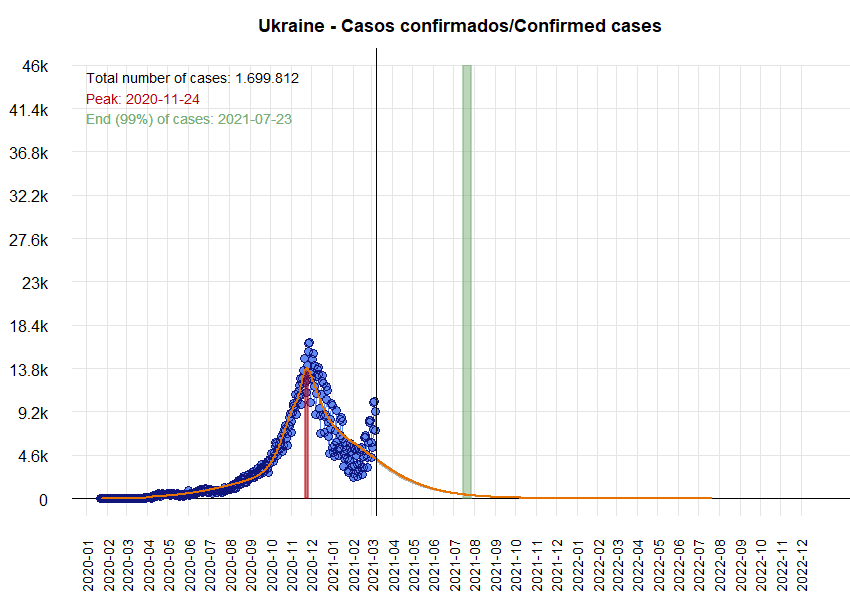 Ukraine - Casos confirmados/Confirmed cases
46k
Total number of cases: 1.699.812
Peak: 2020-11-24
41.4k
End (99%) of cases: 2021-07-23
36.8k
32.2k
27.6k
23k
18.4k
13.8k
9.2k
4.6k
0
2020-01
2020-02
2020-03
2020-04
2020-05
2020-06
2020-07
2020-08
2020-09
2020-10
2020-11
2020-12
2021-01
2021-02
2021-03
2021-04
2021-05
2021-06
2021-07
2021-08
2021-09
2021-10
2021-11
2021-12
2022-01
2022-02
2022-03
2022-04
2022-05
2022-06
2022-07
2022-08
2022-09
2022-10
2022-11
2022-12